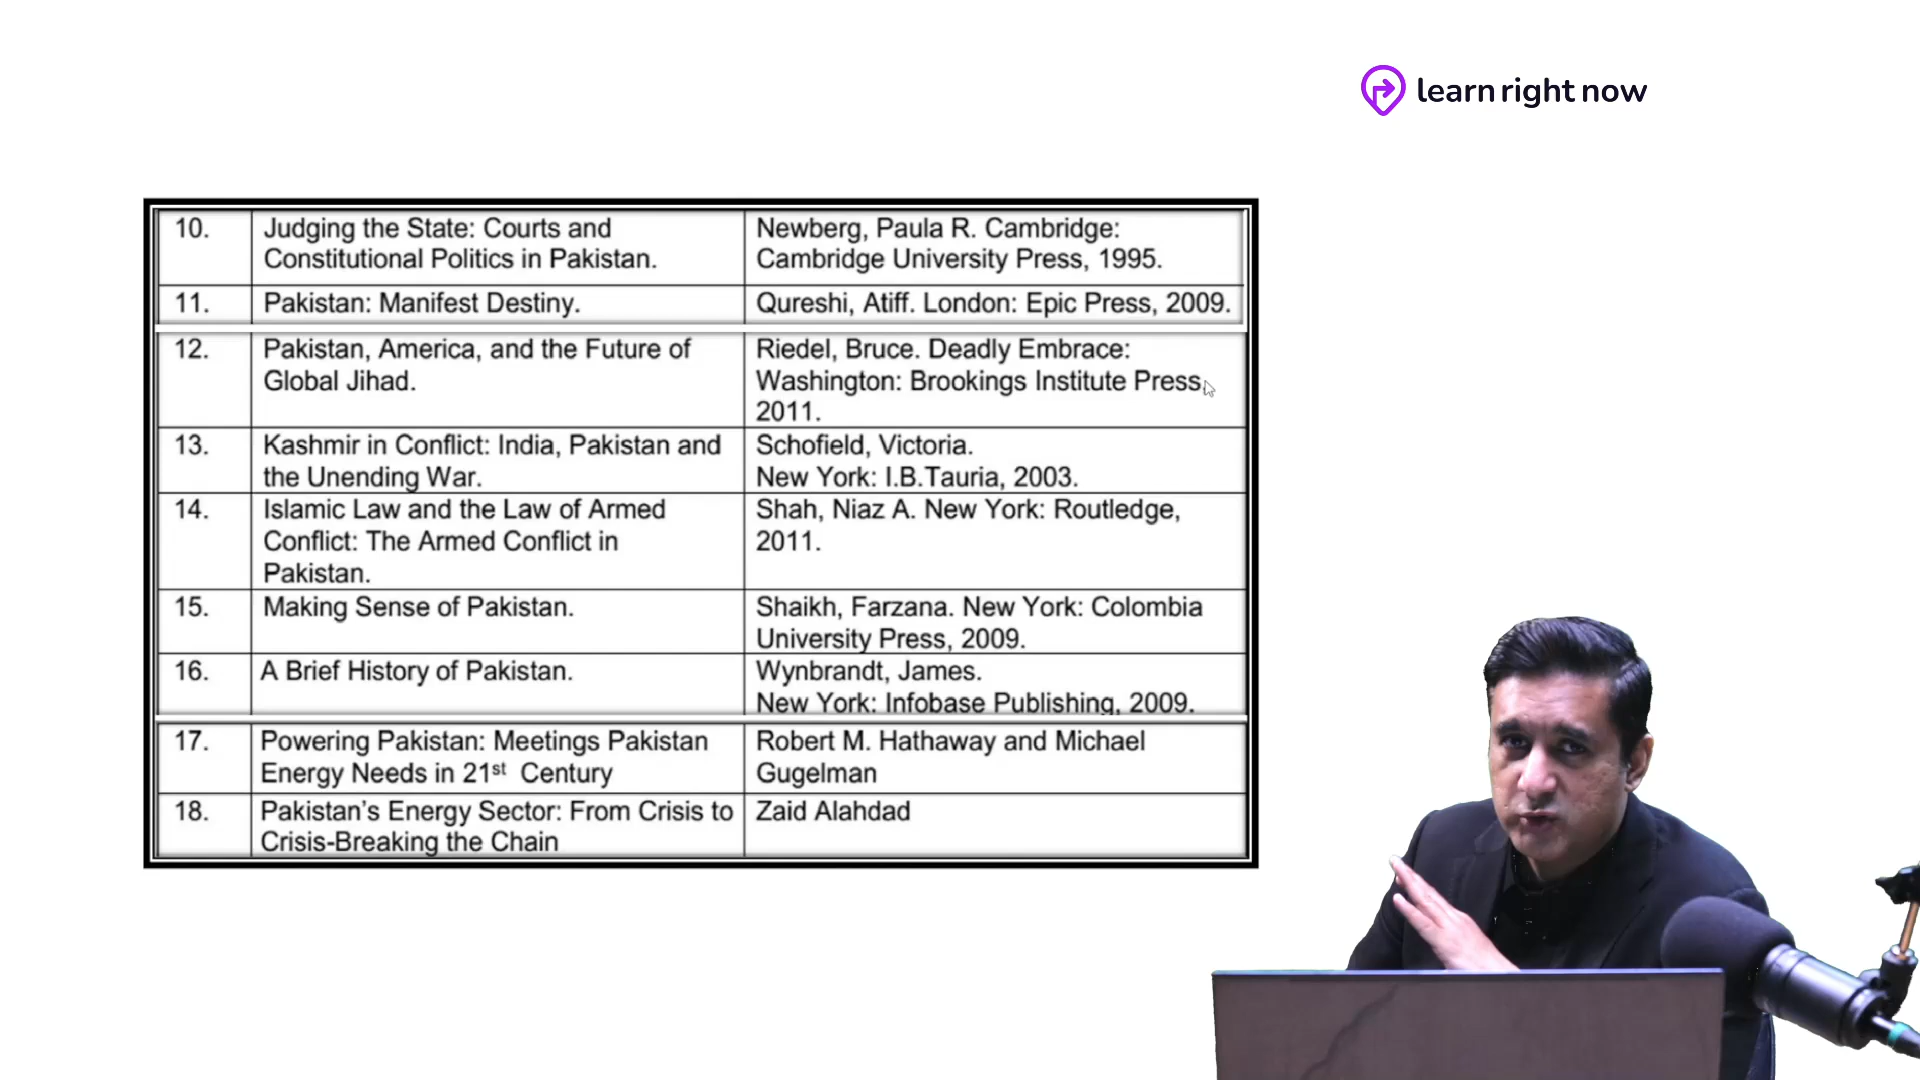 learn right now
10. Judging the State: Courts and Newberg, Paula R. Cambridge:
Constitutional Politics in Pakistan. Cambridge University Press, 1995.
11. Pakistan: Manifest Destiny. Qureshi, Atiff. London: Epic Press, 2009.
12. Pakistan, America, and the Future of Riedel, Bruce. Deadly Embrace:
Global Jihad. Washington: Brookings Institute Press,
2011.
13. Kashmir in Conflict: India, Pakistan and Schofield, Victoria.
the Unending War. New York: I.B.Tauria, 2003.
14. Islamic Law and the Law of Armed Shah, Niaz A. New York: Routledge,
Conflict: The Armed Conflict in 2011.
Pakistan.
15. Making Sense of Pakistan. Shaikh, Farzana. New York: Colombia
University Press, 2009.
16. A Brief History of Pakistan. Wynbrandt, James.
New York: Infobase Publishing, 2009.
17. Powering Pakistan: Meetings Pakistan Robert M. Hathaway and Michael
Energy Needs in 21st Century Gugelman
18. Pakistan's Energy Sector: From Crisis to Zaid Alahdad
Crisis-Breaking the Chain